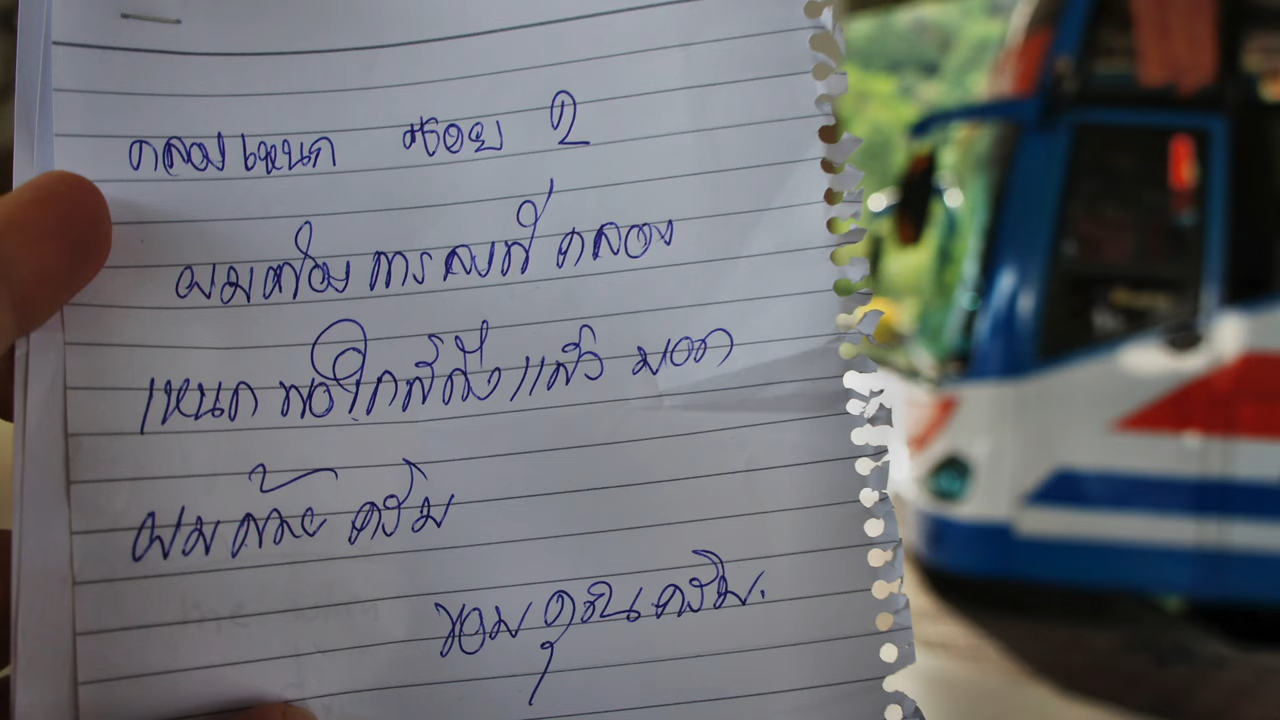 คลองเหนก ซอย 2
ผมต้องการลงที่ คลอง
เหนก พอใกล้ถึงแล้ว บอก
ผมด้วย ครับ
ขอบคุณครับ.